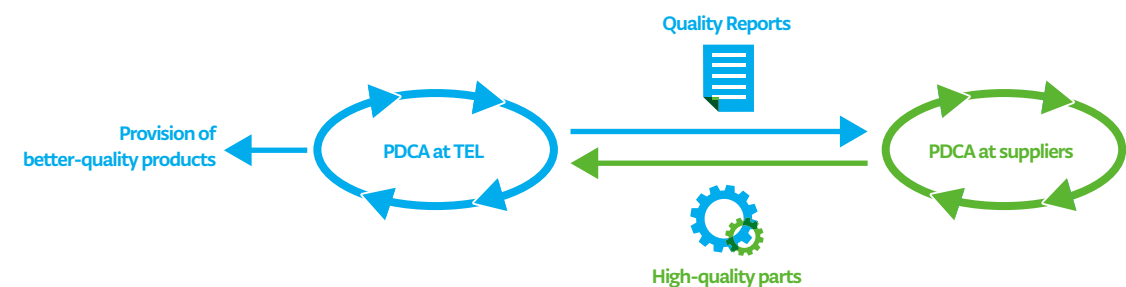 Quality Reports
Provision of
better-quality products
PDCA at TEL
PDCA at suppliers
High-quality parts